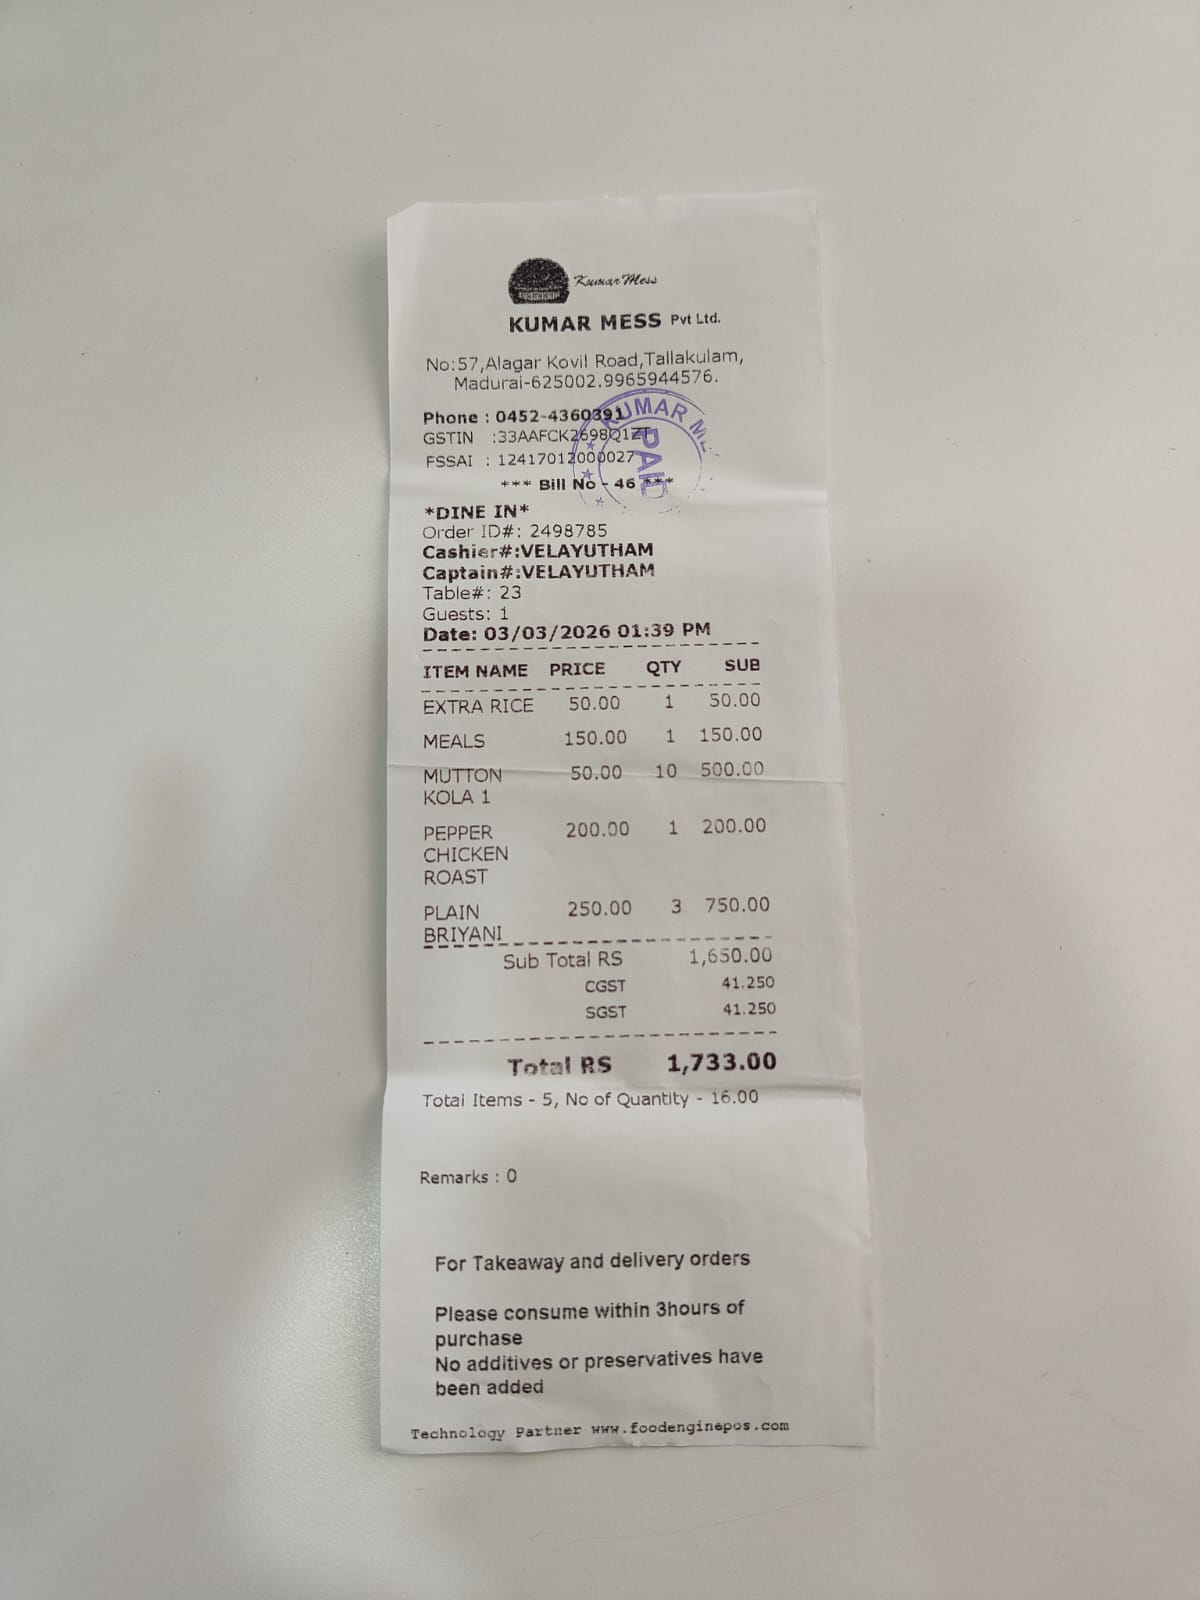 Kumar Mess
KUMAR MESS Pvt Ltd.
No:57,Alagar Kovil Road,Tallakulam,
Madurai-625002.9965944576.
Phone : 0452-4360391
GSTIN :33AAFCK2698Q1ZT
FSSAI : 12417012000027
KUMAR
PAID
*** Bill No - 46 ***
*DINE IN*
Order ID#: 2498785
Cashier#:VELAYUTHAM
Captain#:VELAYUTHAM
Table#: 23
Guests: 1
Date: 03/03/2026 01:39 PM
ITEM NAME PRICE QTY SUB
EXTRA RICE 50.00 1 50.00
MEALS 150.00 1 150.00
MUTTON 50.00 10 500.00
KOLA 1
PEPPER 200.00 1 200.00
CHICKEN
ROAST
PLAIN 250.00 3 750.00
BRIYANI
Sub Total RS 1,650.00
CGST 41.250
SGST 41.250
Total RS 1,733.00
Total Items - 5, No of Quantity - 16.00
Remarks : 0
For Takeaway and delivery orders
Please consume within 3hours of
purchase
No additives or preservatives have
been added
Technology Partner www.foodenginepos.com